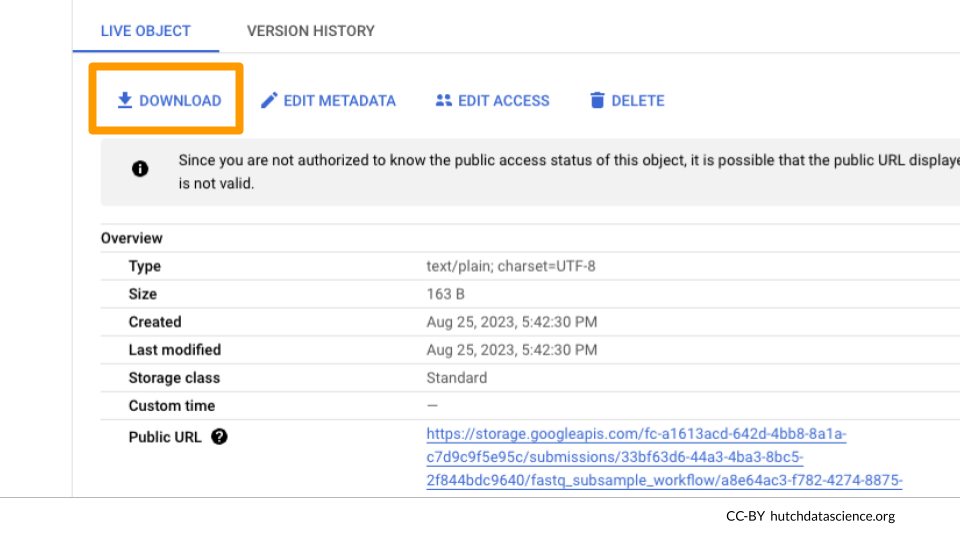 LIVE OBJECT VERSION HISTORY
DOWNLOAD EDIT METADATA EDIT ACCESS DELETE
Since you are not authorized to know the public access status of this object, it is possible that the public URL
is not valid.
Overview
Type text/plain; charset=UTF-8
Size 163 B
Created Aug 25, 2023, 5:42:30 PM
Last modified Aug 25, 2023, 5:42:30 PM
Storage class Standard
Custom time —
Public URL https://storage.googleapis.com/fc-a1613acd-642d-4bb8-8a1a-
c7d9c9f5e95c/submissions/33bf63d6-44a3-4ba3-8bc5-
2f844bdc9640/fastq_subsample_workflow/a8e64ac3-f782-4274-8875-
CC-BY hutchdatascience.org